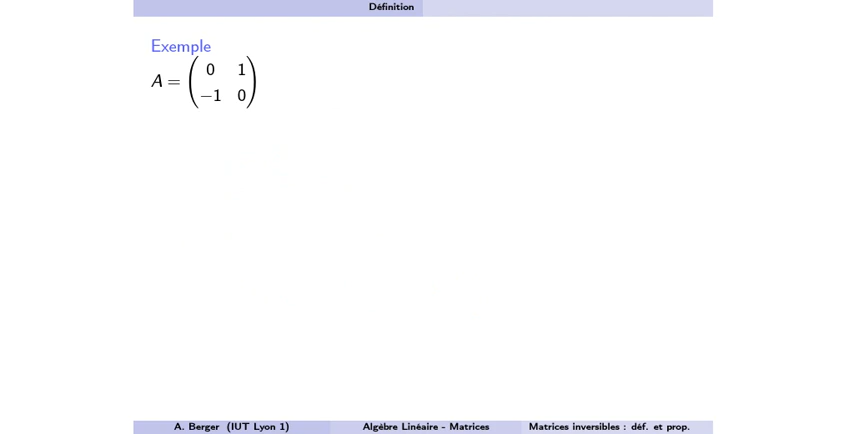 Définition
Exemple
A = ( 0 1
−1 0 )
A. Berger (IUT Lyon 1) Algèbre Linéaire - Matrices Matrices inversibles : déf. et prop.